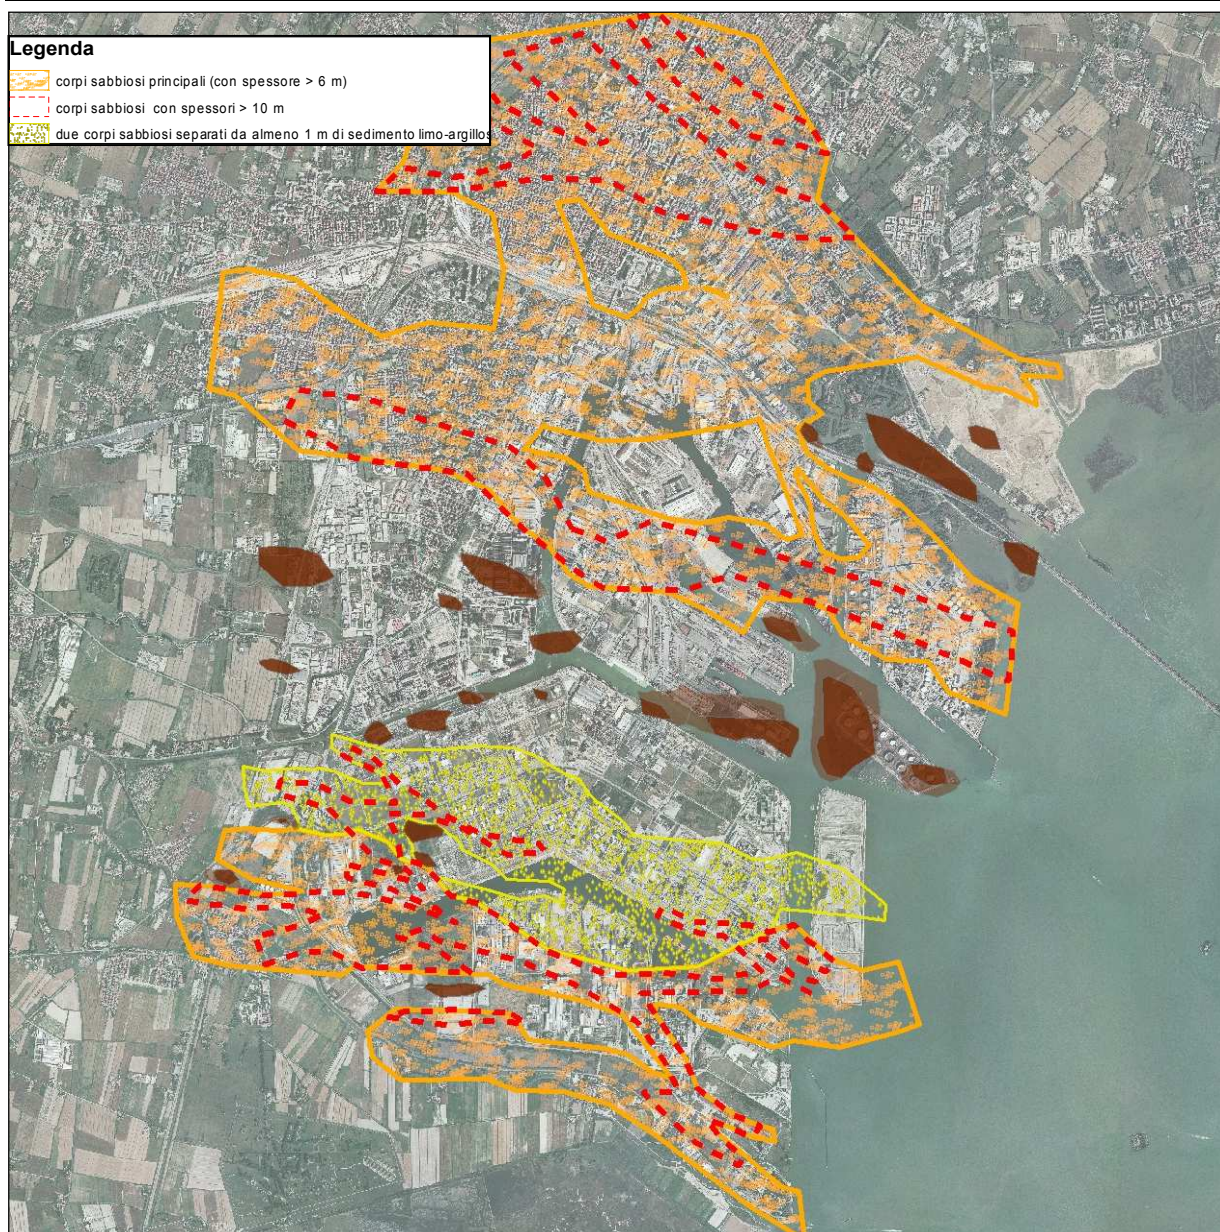 Legenda
corpi sabbiosi principali (con spessore > 6 m)
corpi sabbiosi con spessori > 10 m
due corpi sabbiosi separati da almeno 1 m di sedimento limo-argillos